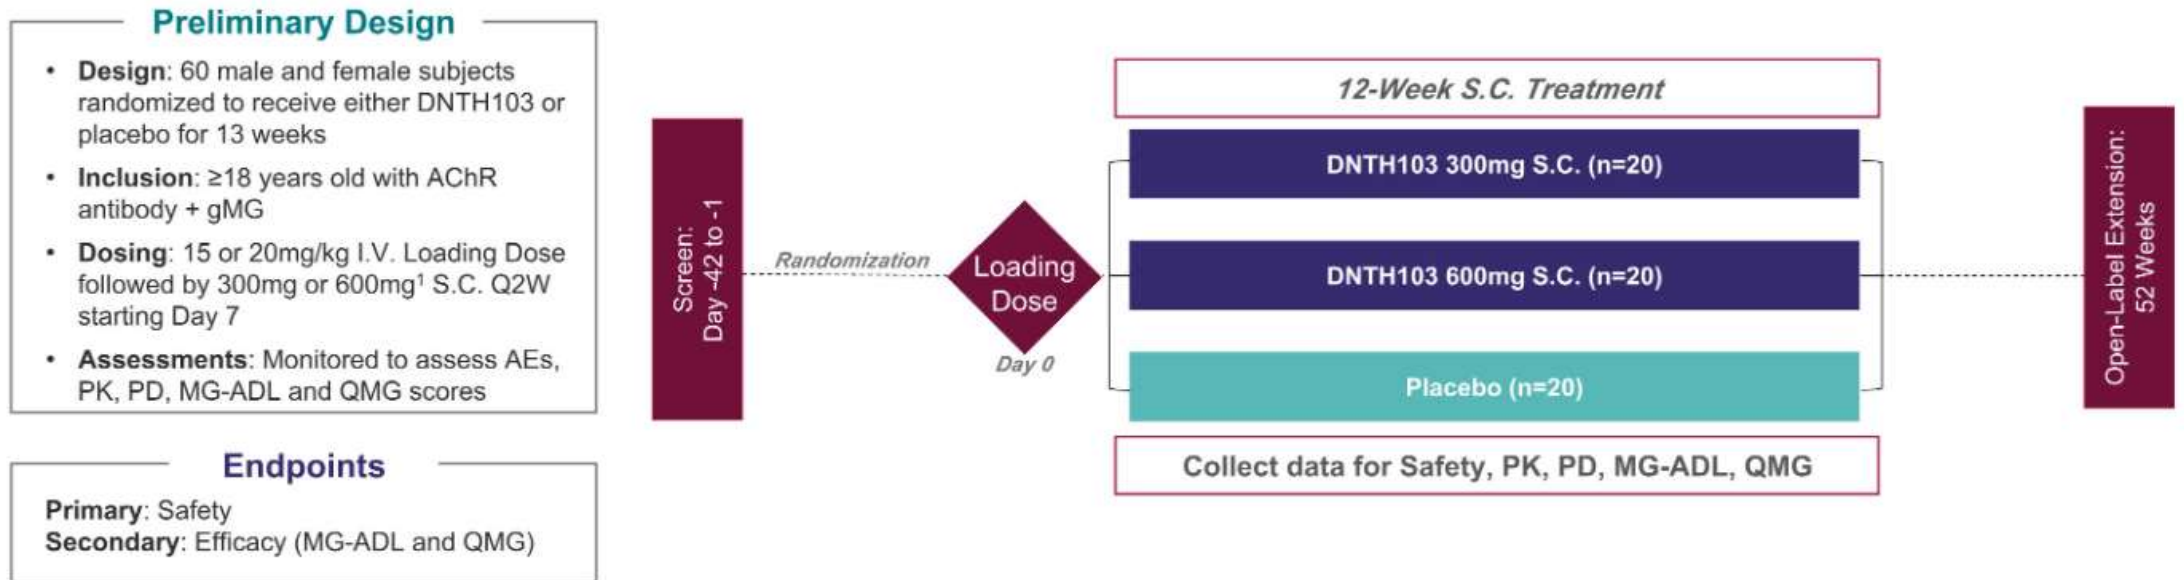 Preliminary Design
• Design: 60 male and female subjects
randomized to receive either DNTH103 or
placebo for 13 weeks
• Inclusion: ≥18 years old with AChR
antibody + gMG
• Dosing: 15 or 20mg/kg I.V. Loading Dose
followed by 300mg or 600mg¹ S.C. Q2W
starting Day 7
• Assessments: Monitored to assess AEs,
PK, PD, MG-ADL and QMG scores
Endpoints
Primary: Safety
Secondary: Efficacy (MG-ADL and QMG)
Screen:
Day -42 to -1
Randomization
Loading
Dose
Day 0
12-Week S.C. Treatment
DNTH103 300mg S.C. (n=20)
DNTH103 600mg S.C. (n=20)
Placebo (n=20)
Collect data for Safety, PK, PD, MG-ADL, QMG
Open-Label Extension:
52 Weeks